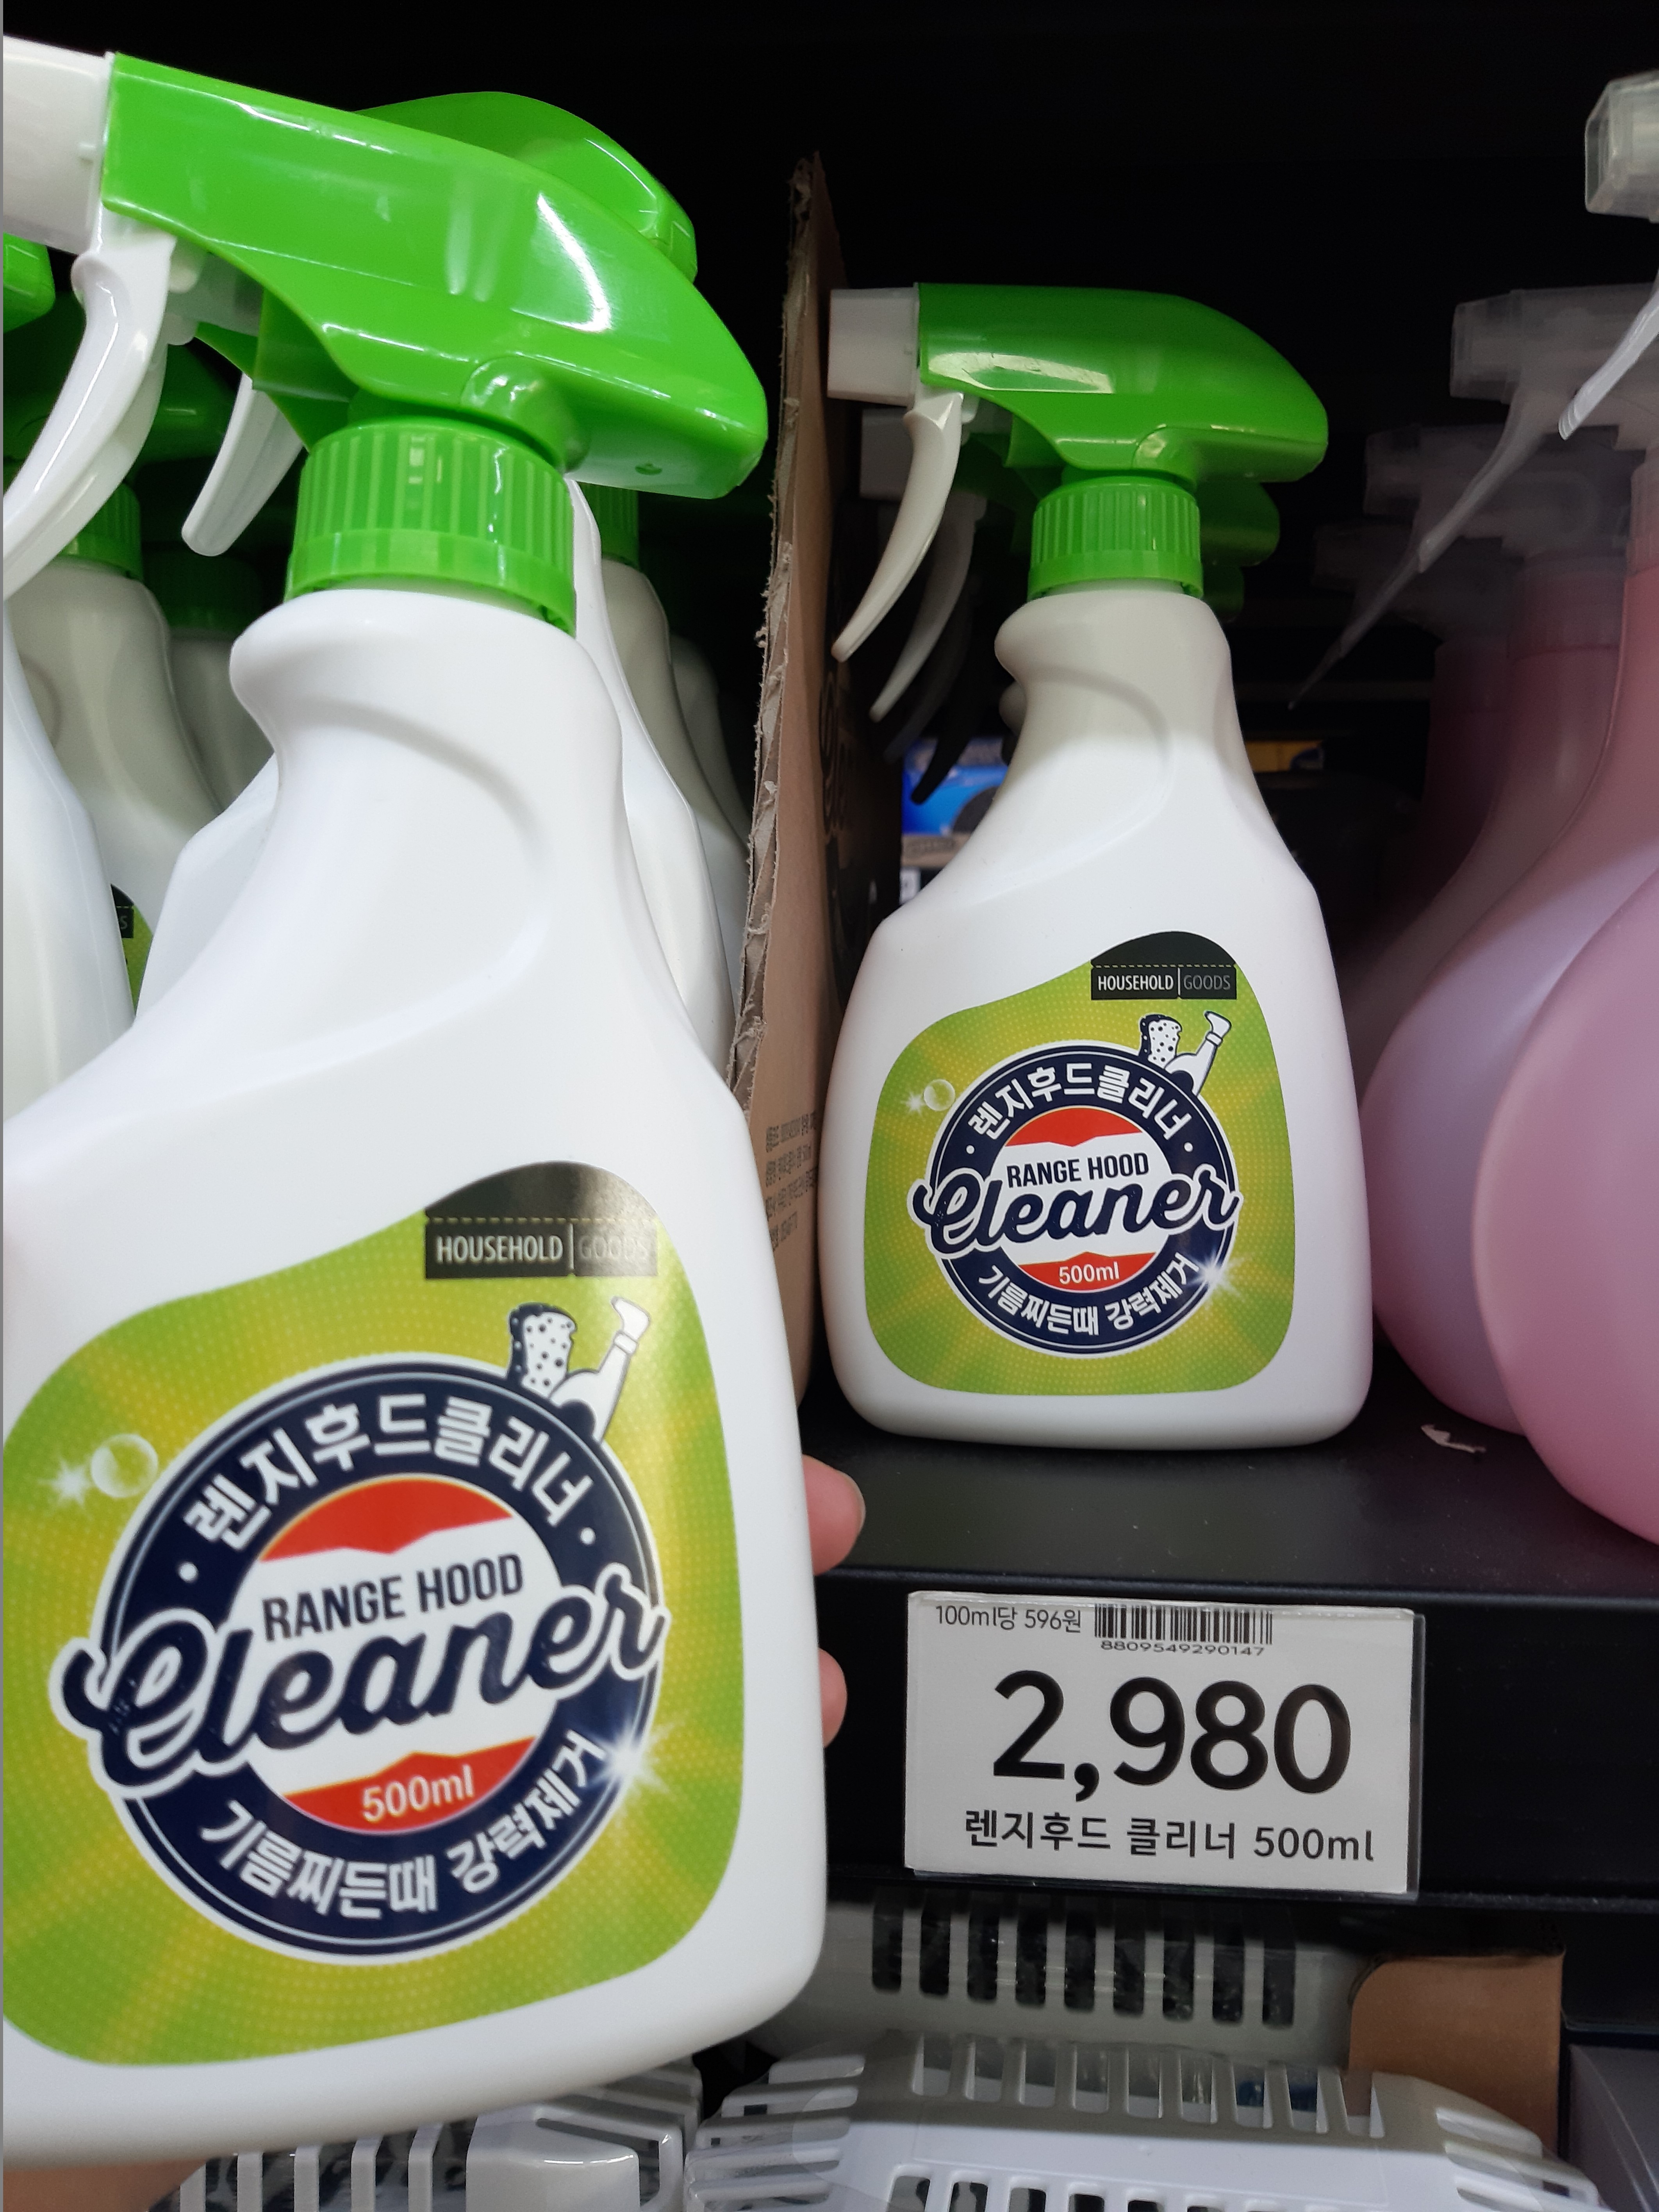 HOUSEHOLD GOODS
렌지후드클리너
RANGE HOOD
Cleaner
500ml
기름찌든때 강력제거
HOUSEHOLD GOODS
렌지후드클리너
RANGE HOOD
Cleaner
500ml
기름찌든때 강력제거
100ml당 596원
8809549290147
2,980
렌지후드 클리너 500ml